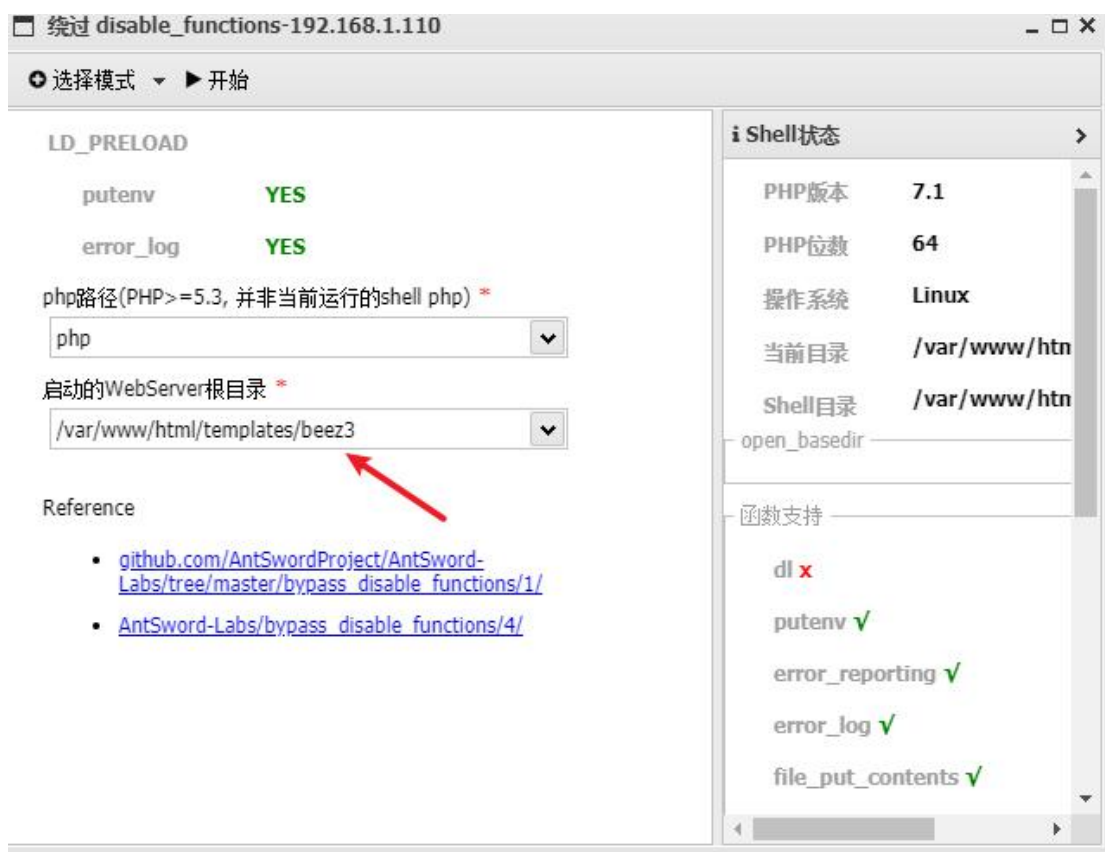 绕过 disable_functions-192.168.1.110
选择模式 开始
LD_PRELOAD
putenv YES
error_log YES
php路径(PHP>=5.3, 并非当前运行的shell php) *
php
启动的WebServer根目录 *
/var/www/html/templates/beez3
Reference
github.com/AntSwordProject/AntSword-
Labs/tree/master/bypass_disable_functions/1/
AntSword-Labs/bypass_disable_functions/4/
i Shell状态
PHP版本 7.1
PHP位数 64
操作系统 Linux
当前目录 /var/www/htn
Shell目录 /var/www/htn
open_basedir
函数支持
dl x
putenv √
error_reporting √
error_log √
file_put_contents √